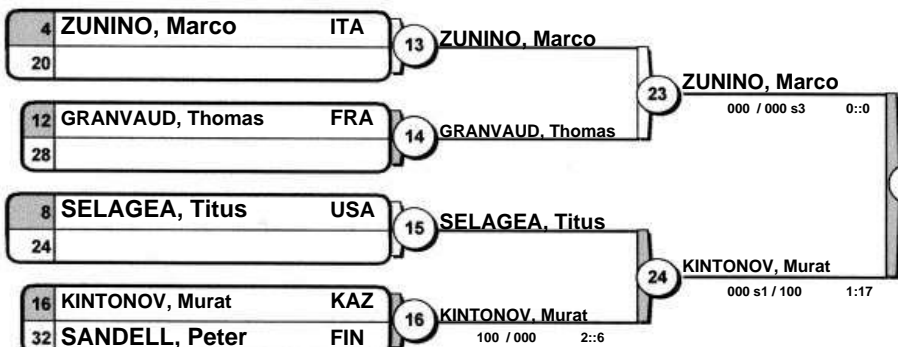 4 ZUNINO, Marco ITA
20
13 ZUNINO, Marco
12 GRANVAUD, Thomas FRA
28
14 GRANVAUD, Thomas
23 ZUNINO, Marco
000 / 000 s3 0::0
8 SELAGEA, Titus USA
24
15 SELAGEA, Titus
16 KINTONOV, Murat KAZ
32 SANDELL, Peter FIN
16 KINTONOV, Murat
100 / 000 2::6
24 KINTONOV, Murat
000 s1 / 100 1:17